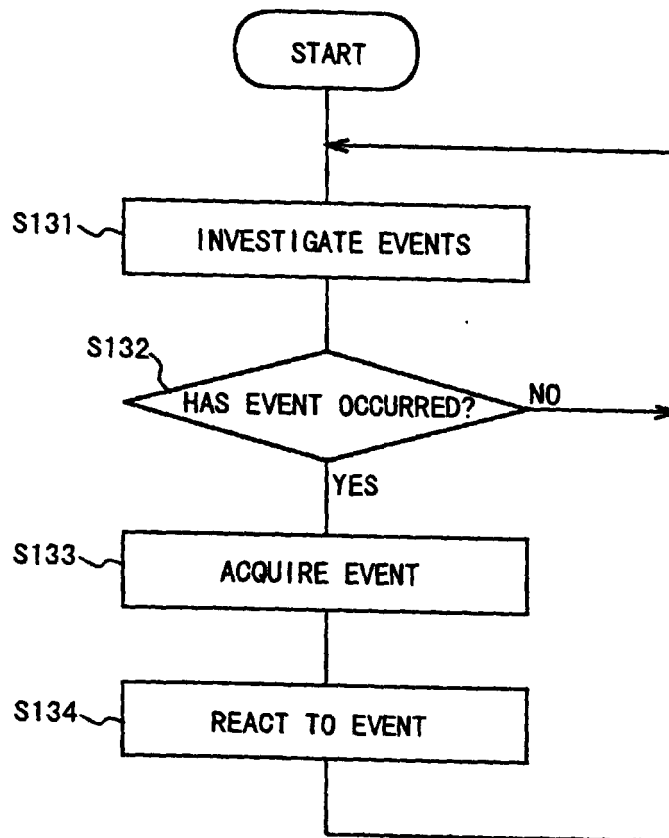 START
S131
INVESTIGATE EVENTS
S132
HAS EVENT OCCURRED?
NO
YES
S133
ACQUIRE EVENT
S134
REACT TO EVENT